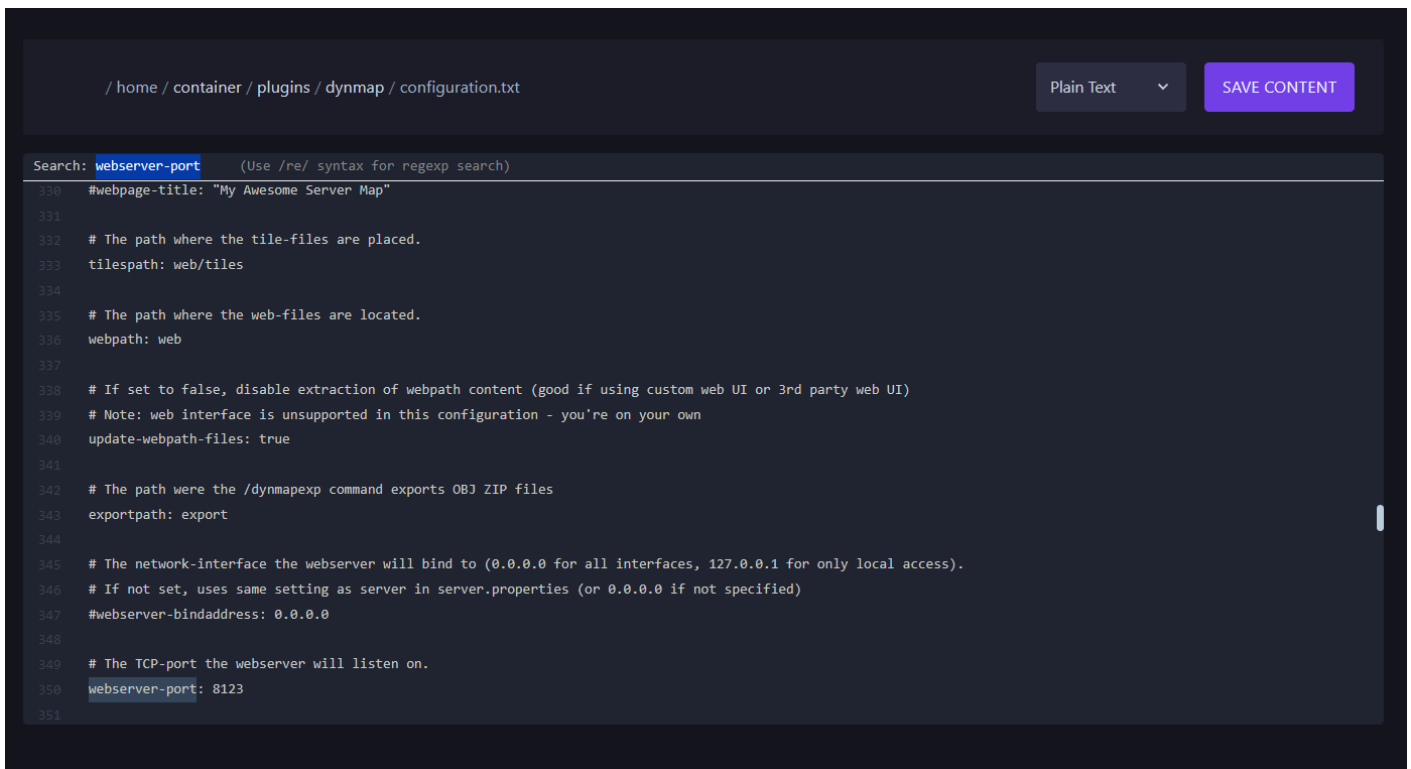 / home / container / plugins / dynmap / configuration.txt
Plain Text
SAVE CONTENT
Search: webserver-port (Use /re/ syntax for regexp search)
330 #webpage-title: "My Awesome Server Map"
331
332 # The path where the tile-files are placed.
333 tilespath: web/tiles
334
335 # The path where the web-files are located.
336 webpath: web
337
338 # If set to false, disable extraction of webpath content (good if using custom web UI or 3rd party web UI)
339 # Note: web interface is unsupported in this configuration - you're on your own
340 update-webpath-files: true
341
342 # The path were the /dynmapexp command exports OBJ ZIP files
343 exportpath: export
344
345 # The network-interface the webserver will bind to (0.0.0.0 for all interfaces, 127.0.0.1 for only local access).
346 # If not set, uses same setting as server in server.properties (or 0.0.0.0 if not specified)
347 #webserver-bindaddress: 0.0.0.0
348
349 # The TCP-port the webserver will listen on.
350 webserver-port: 8123
351